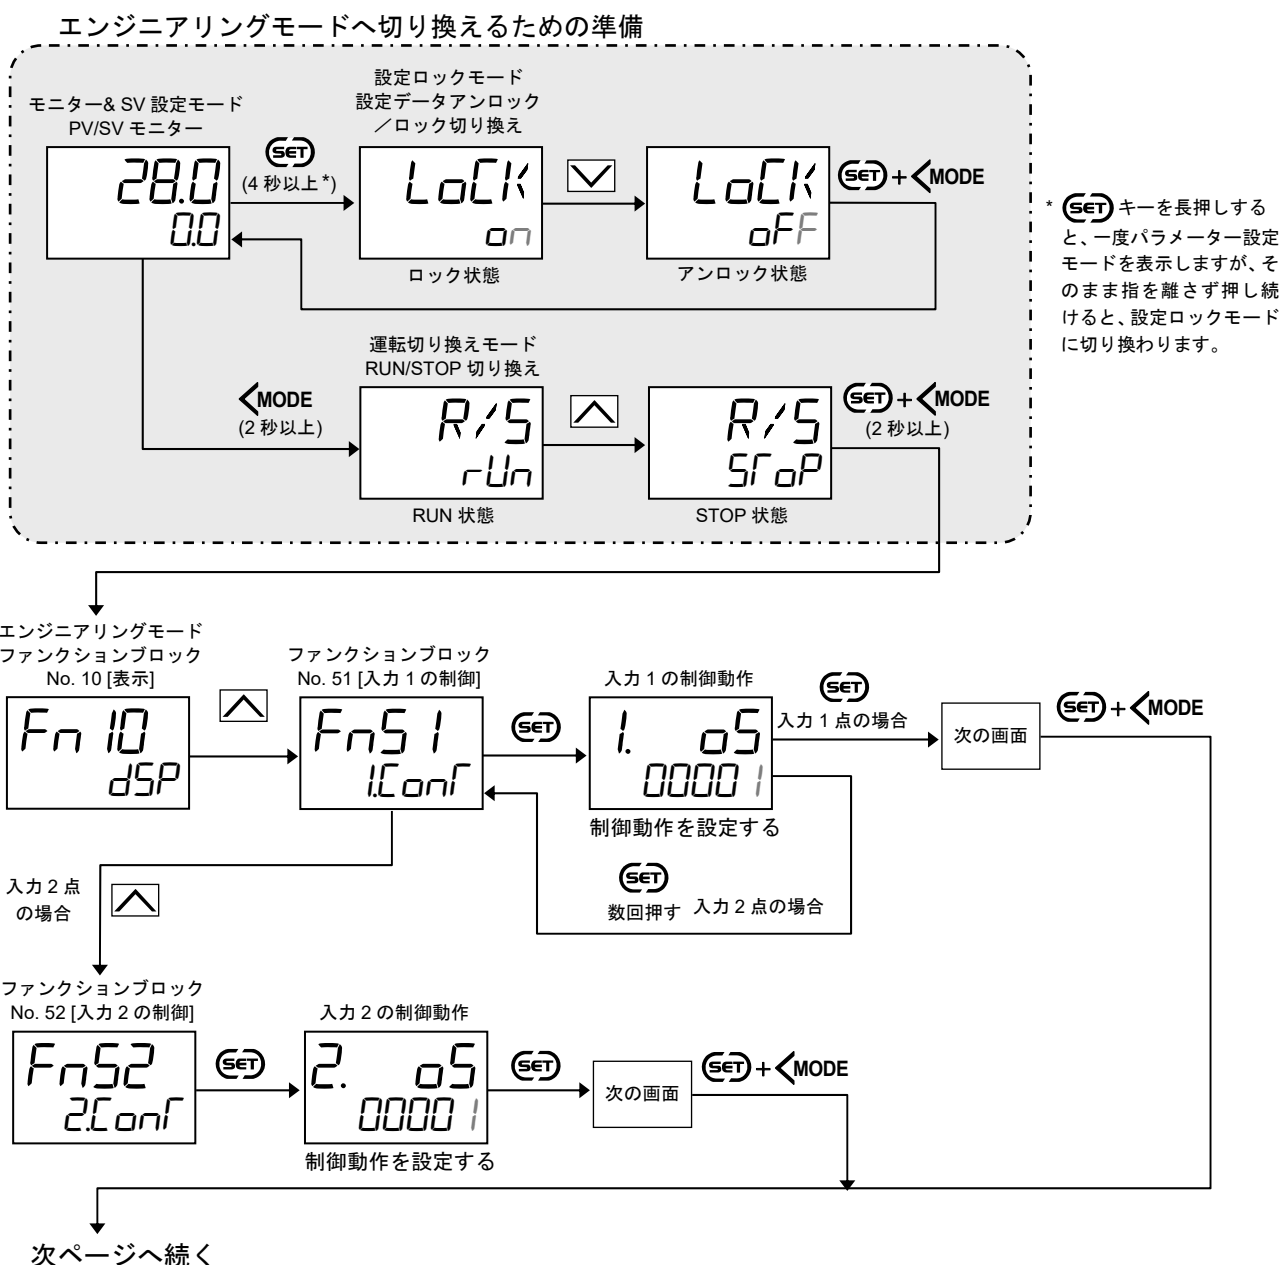 エンジニアリングモードへ切り換えるための準備
モニター& SV 設定モード
PV/SV モニター
28.0
0.0
SET
(4 秒以上*)
設定ロックモード
設定データアンロック
／ロック切り換え
LoCK
on
ロック状態
LoCK
oFF
アンロック状態
SET + <MODE
* SET キーを長押しする
と、一度パラメーター設定
モードを表示しますが、そ
のまま指を離さず押し続
けると、設定ロックモード
に切り換わります。
<MODE
(2 秒以上)
運転切り換えモード
RUN/STOP 切り換え
R/S
rUn
RUN 状態
R/S
SToP
STOP 状態
SET + <MODE
(2 秒以上)
エンジニアリングモード
ファンクションブロック
No. 10 [表示]
Fn10
dSP
ファンクションブロック
No. 51 [入力 1 の制御]
Fn51
1.ConT
SET
入力 1 の制御動作
1. oS
00001
制御動作を設定する
SET
入力 1 点の場合
次の画面
SET + <MODE
SET
数回押す 入力 2 点の場合
入力 2 点
の場合
ファンクションブロック
No. 52 [入力 2 の制御]
Fn52
2.ConT
SET
入力 2 の制御動作
2. oS
00001
制御動作を設定する
SET
次の画面
SET + <MODE
次ページへ続く